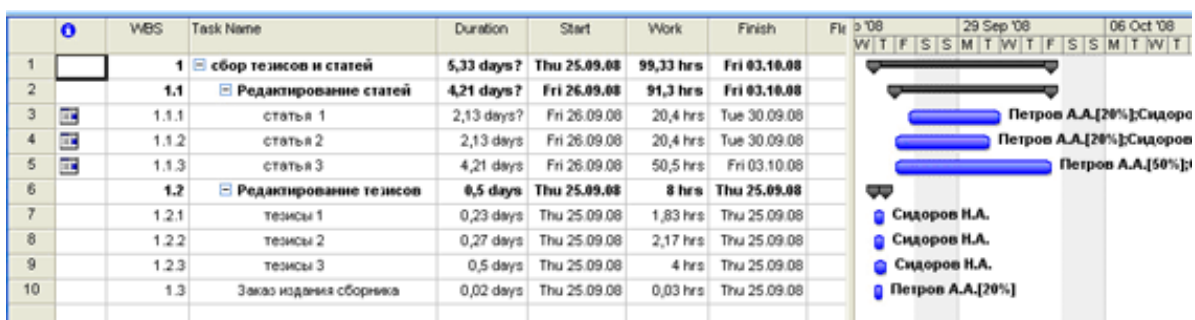 WBS Task Name Duration Start Work Finish Fle
р '08 29 Sep '08 06 Oct '08
W T F S S M T W T F S S M T W T
1 1 сбор тезисов и статей 5,33 days? Thu 25.09.08 99,33 hrs Fri 03.10.08
2 1.1 Редактирование статей 4,21 days? Fri 26.09.08 91,3 hrs Fri 03.10.08
3 1.1.1 статья 1 2,13 days? Fri 26.09.08 20,4 hrs Tue 30.09.08 Петров А.А.[20%];Сидоро
4 1.1.2 статья 2 2,13 days Fri 26.09.08 20,4 hrs Tue 30.09.08 Петров А.А.[20%];Сидоров
5 1.1.3 статья 3 4,21 days Fri 26.09.08 50,5 hrs Fri 03.10.08 Петров А.А.[50%];
6 1.2 Редактирование тезисов 0,5 days Thu 25.09.08 8 hrs Thu 25.09.08
7 1.2.1 тезисы 1 0,23 days Thu 25.09.08 1,83 hrs Thu 25.09.08 Сидоров Н.А.
8 1.2.2 тезисы 2 0,27 days Thu 25.09.08 2,17 hrs Thu 25.09.08 Сидоров Н.А.
9 1.2.3 тезисы 3 0,5 days Thu 25.09.08 4 hrs Thu 25.09.08 Сидоров Н.А.
10 1.3 Заказ издания сборника 0,02 days Thu 25.09.08 0,03 hrs Thu 25.09.08 Петров А.А.[20%]